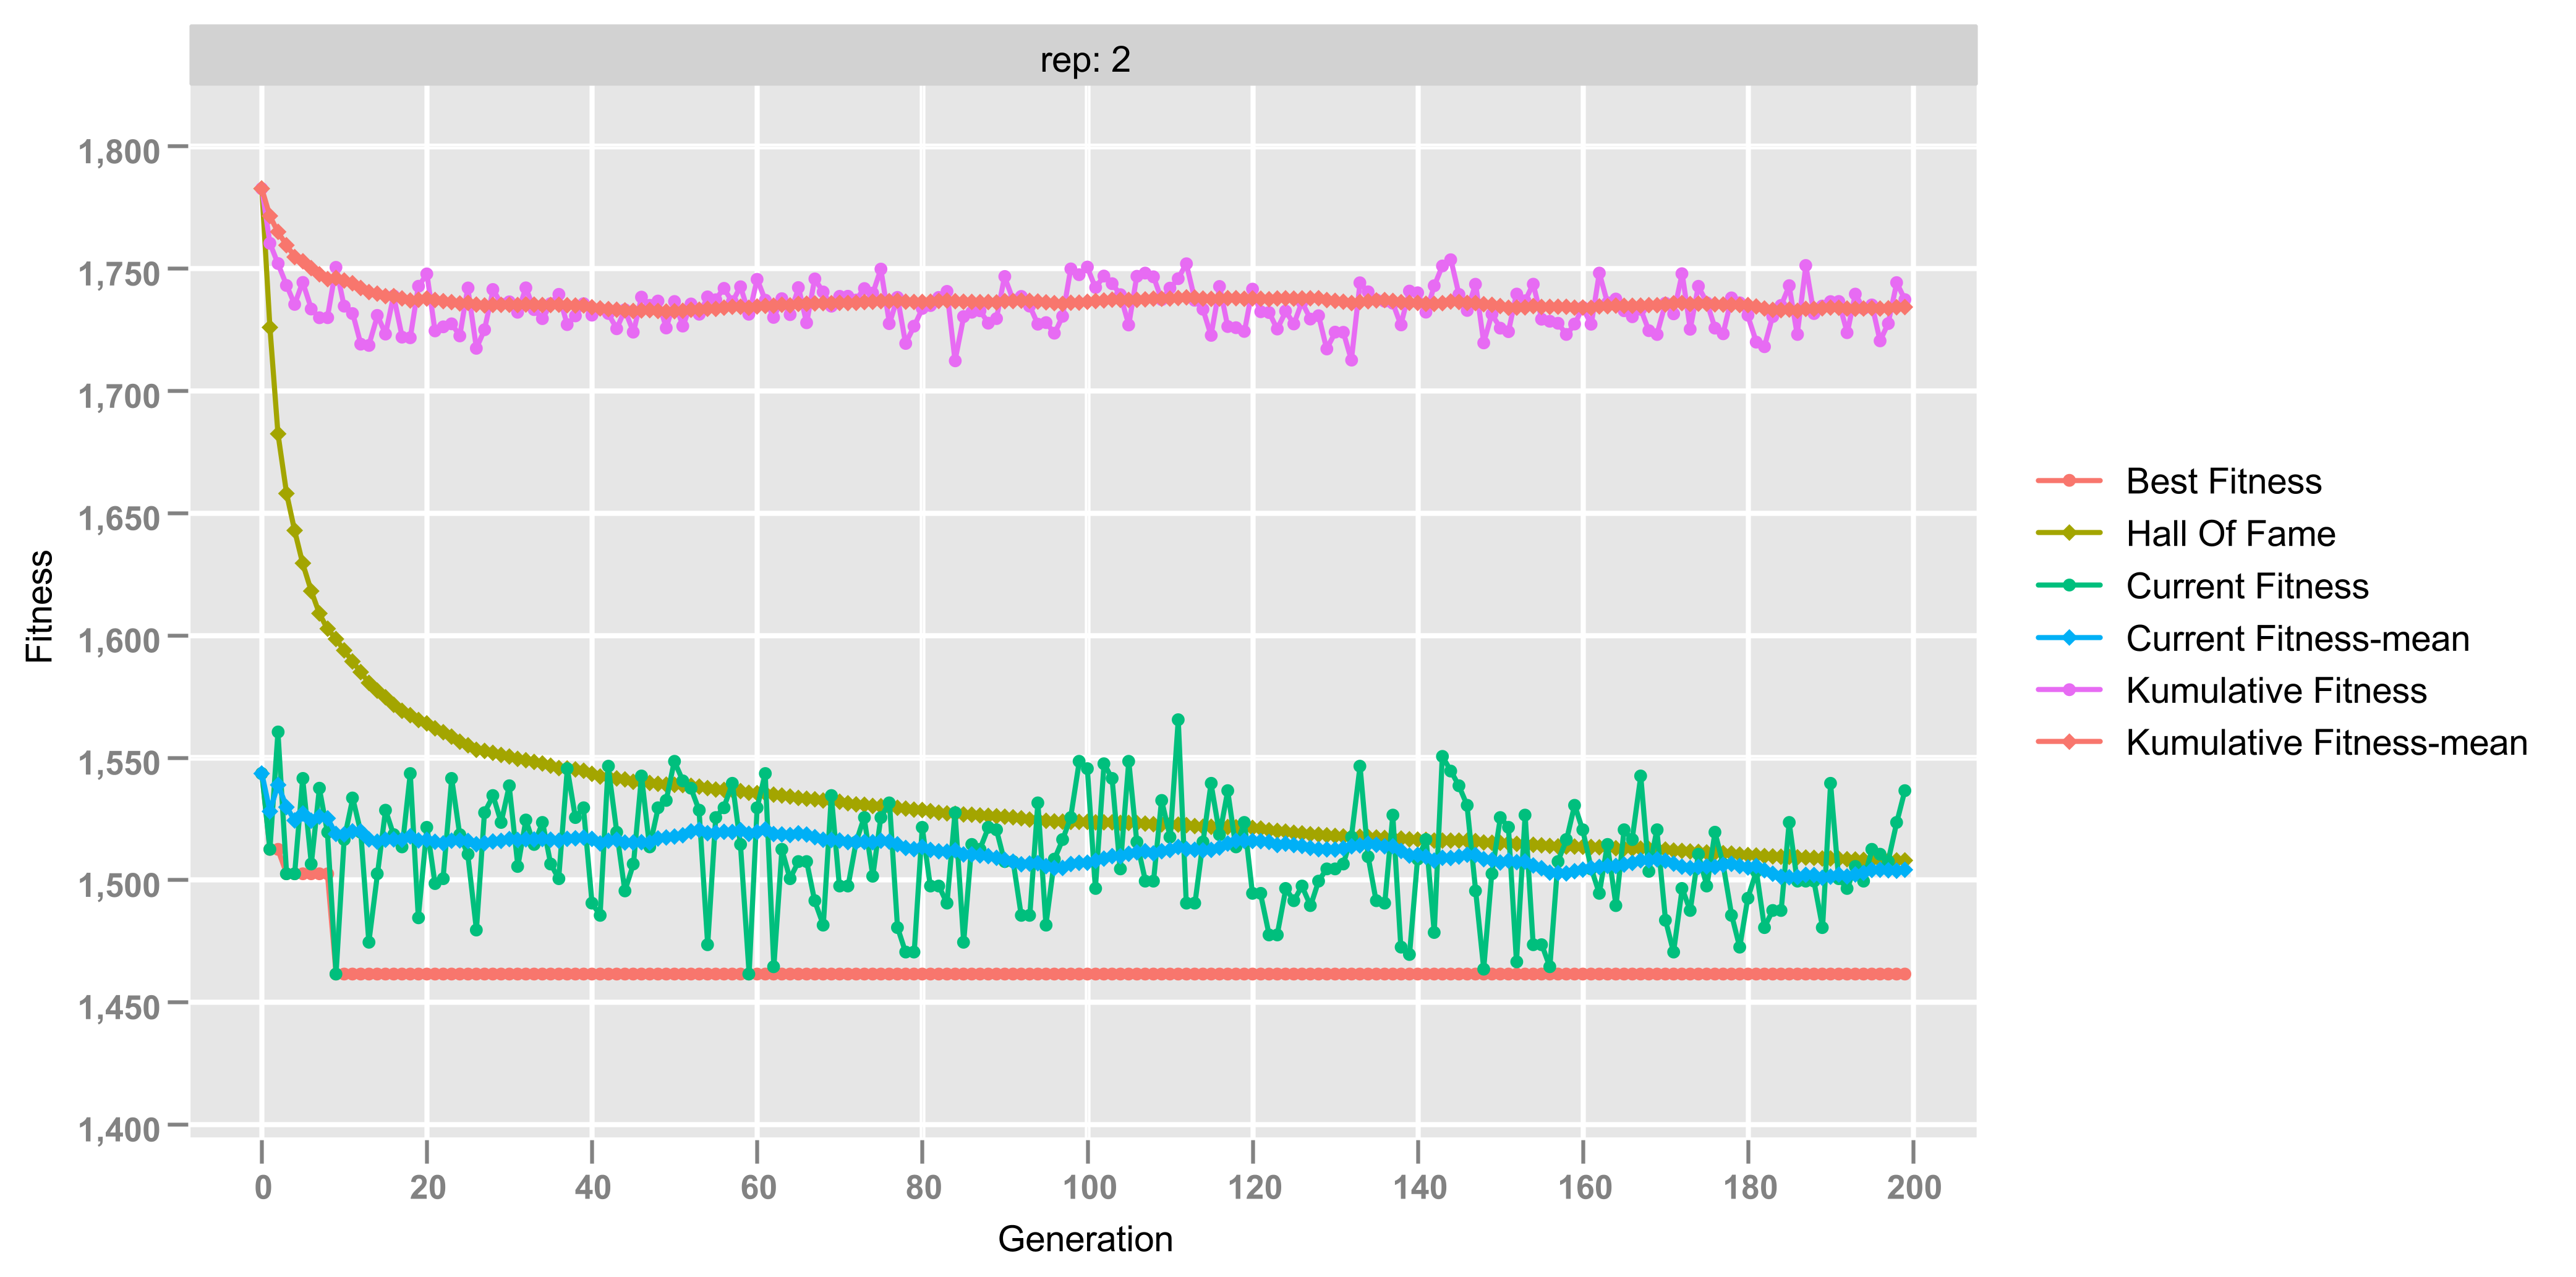 rep: 2
1,800
1,750
1,700
1,650
1,600
1,550
1,500
1,450
1,400
Fitness
0 20 40 60 80 100 120 140 160 180 200
Generation
Best Fitness
Hall Of Fame
Current Fitness
Current Fitness-mean
Kumulative Fitness
Kumulative Fitness-mean